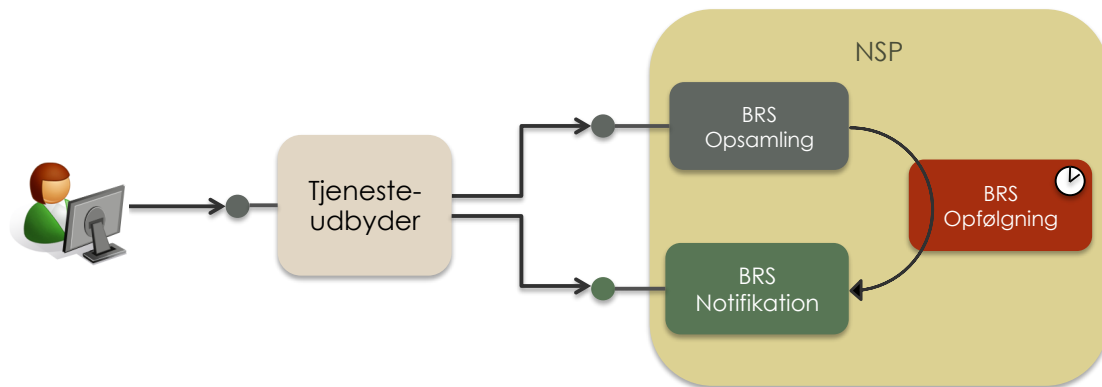 NSP
BRS
Opsamling
Tjeneste-
udbyder
BRS
Opfølgning
BRS
Notifikation